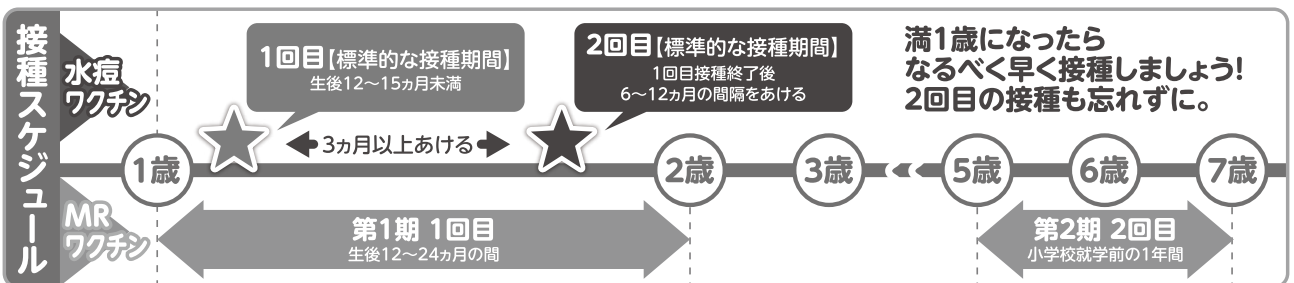 接種スケジュール
水痘
ワクチン
1回目【標準的な接種期間】
生後12～15ヵ月未満
2回目【標準的な接種期間】
1回目接種終了後
6～12ヵ月の間隔をあける
満1歳になったら
なるべく早く接種しましょう!
2回目の接種も忘れずに。
3ヵ月以上あける
1歳
2歳
3歳
5歳
6歳
7歳
MR
ワクチン
第1期 1回目
生後12～24ヵ月の間
第2期 2回目
小学校就学前の1年間